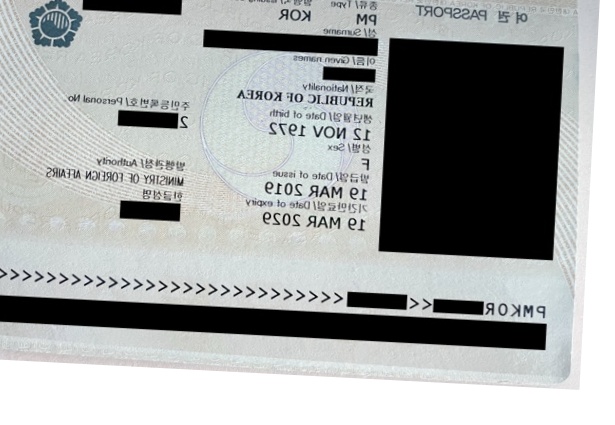 여권 PASSPORT
종류/Type
PM
KOR
성/Surname
이름/Given names
국적/Nationality
REPUBLIC OF KOREA
생년월일/Date of birth
12 NOV 1972
주민등록번호/Personal No.
2
성별/Sex
F
발급일/Date of issue
19 MAR 2019
발행관청/Authority
MINISTRY OF FOREIGN AFFAIRS
기간만료일/Date of expiry
19 MAR 2029
한글성명
PMKOR
<<
<<<<<<<<<<<<<<<<<<<<<<<<<<<<<<